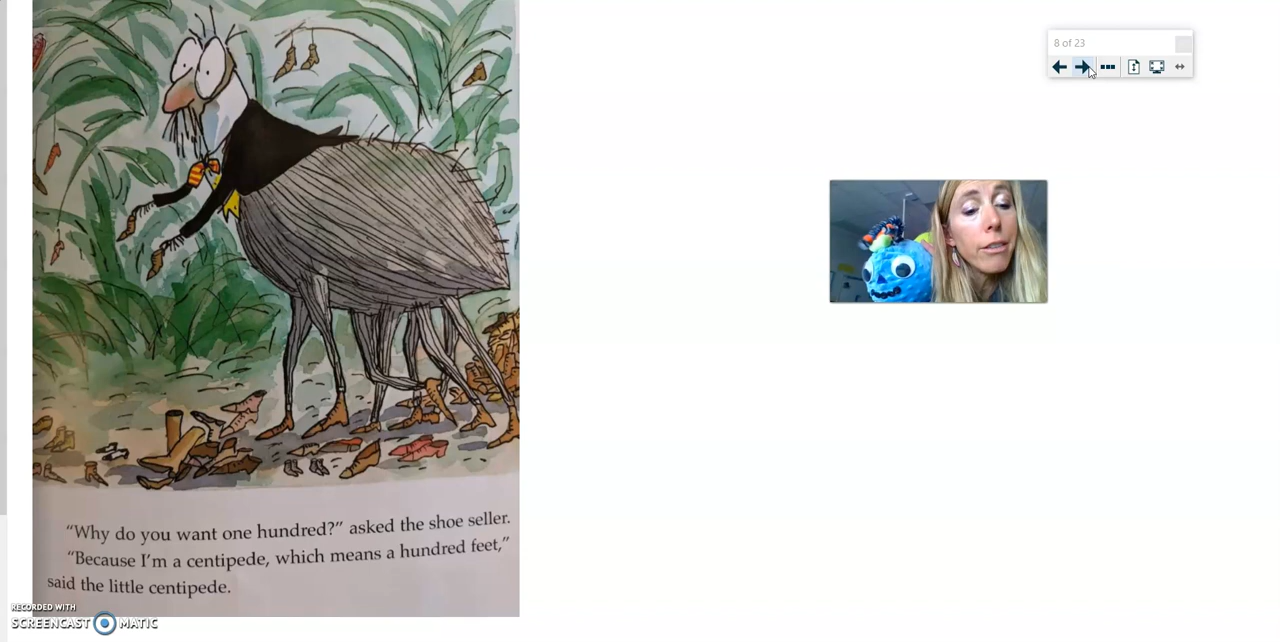 8 of 23
"Why do you want one hundred?" asked the shoe seller.
"Because I'm a centipede, which means a hundred feet,"
said the little centipede.
RECORDED WITH
SCREENCAST MATIC